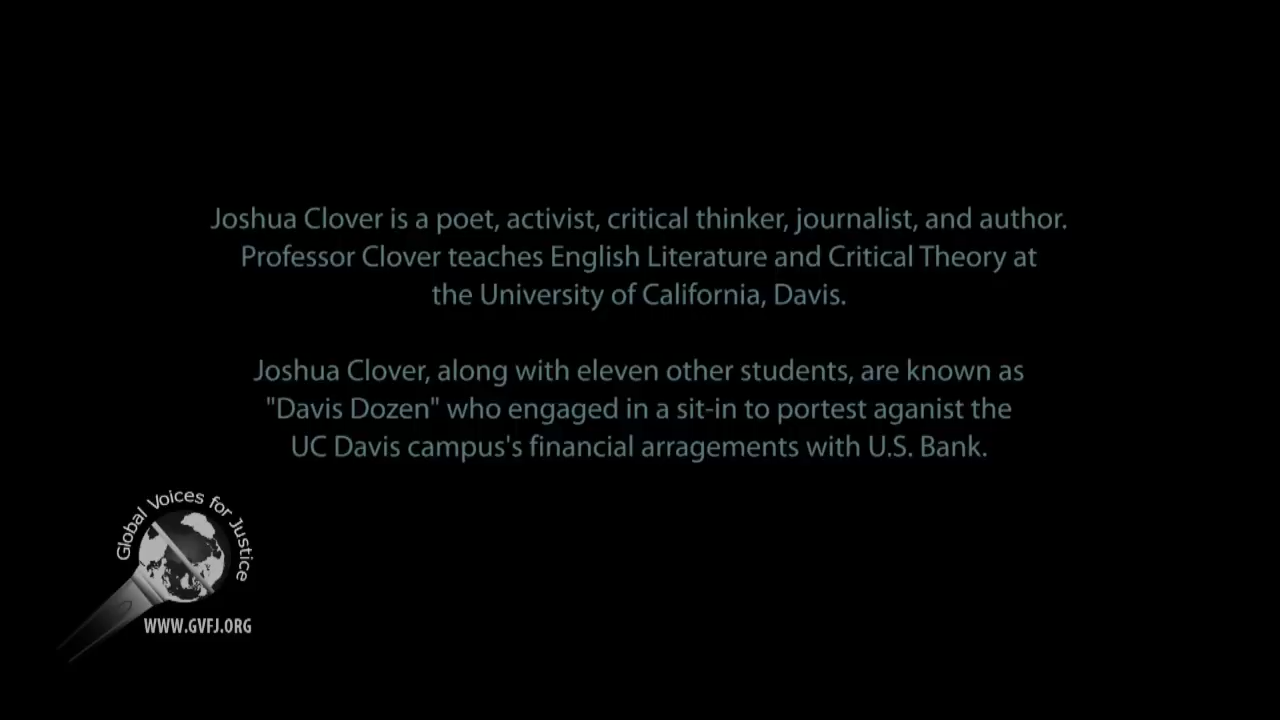 Joshua Clover is a poet, activist, critical thinker, journalist, and author.
Professor Clover teaches English Literature and Critical Theory at
the University of California, Davis.
Joshua Clover, along with eleven other students, are known as
"Davis Dozen" who engaged in a sit-in to portest aganist the
UC Davis campus's financial arragements with U.S. Bank.
Global Voices for Justice
WWW.GVFJ.ORG